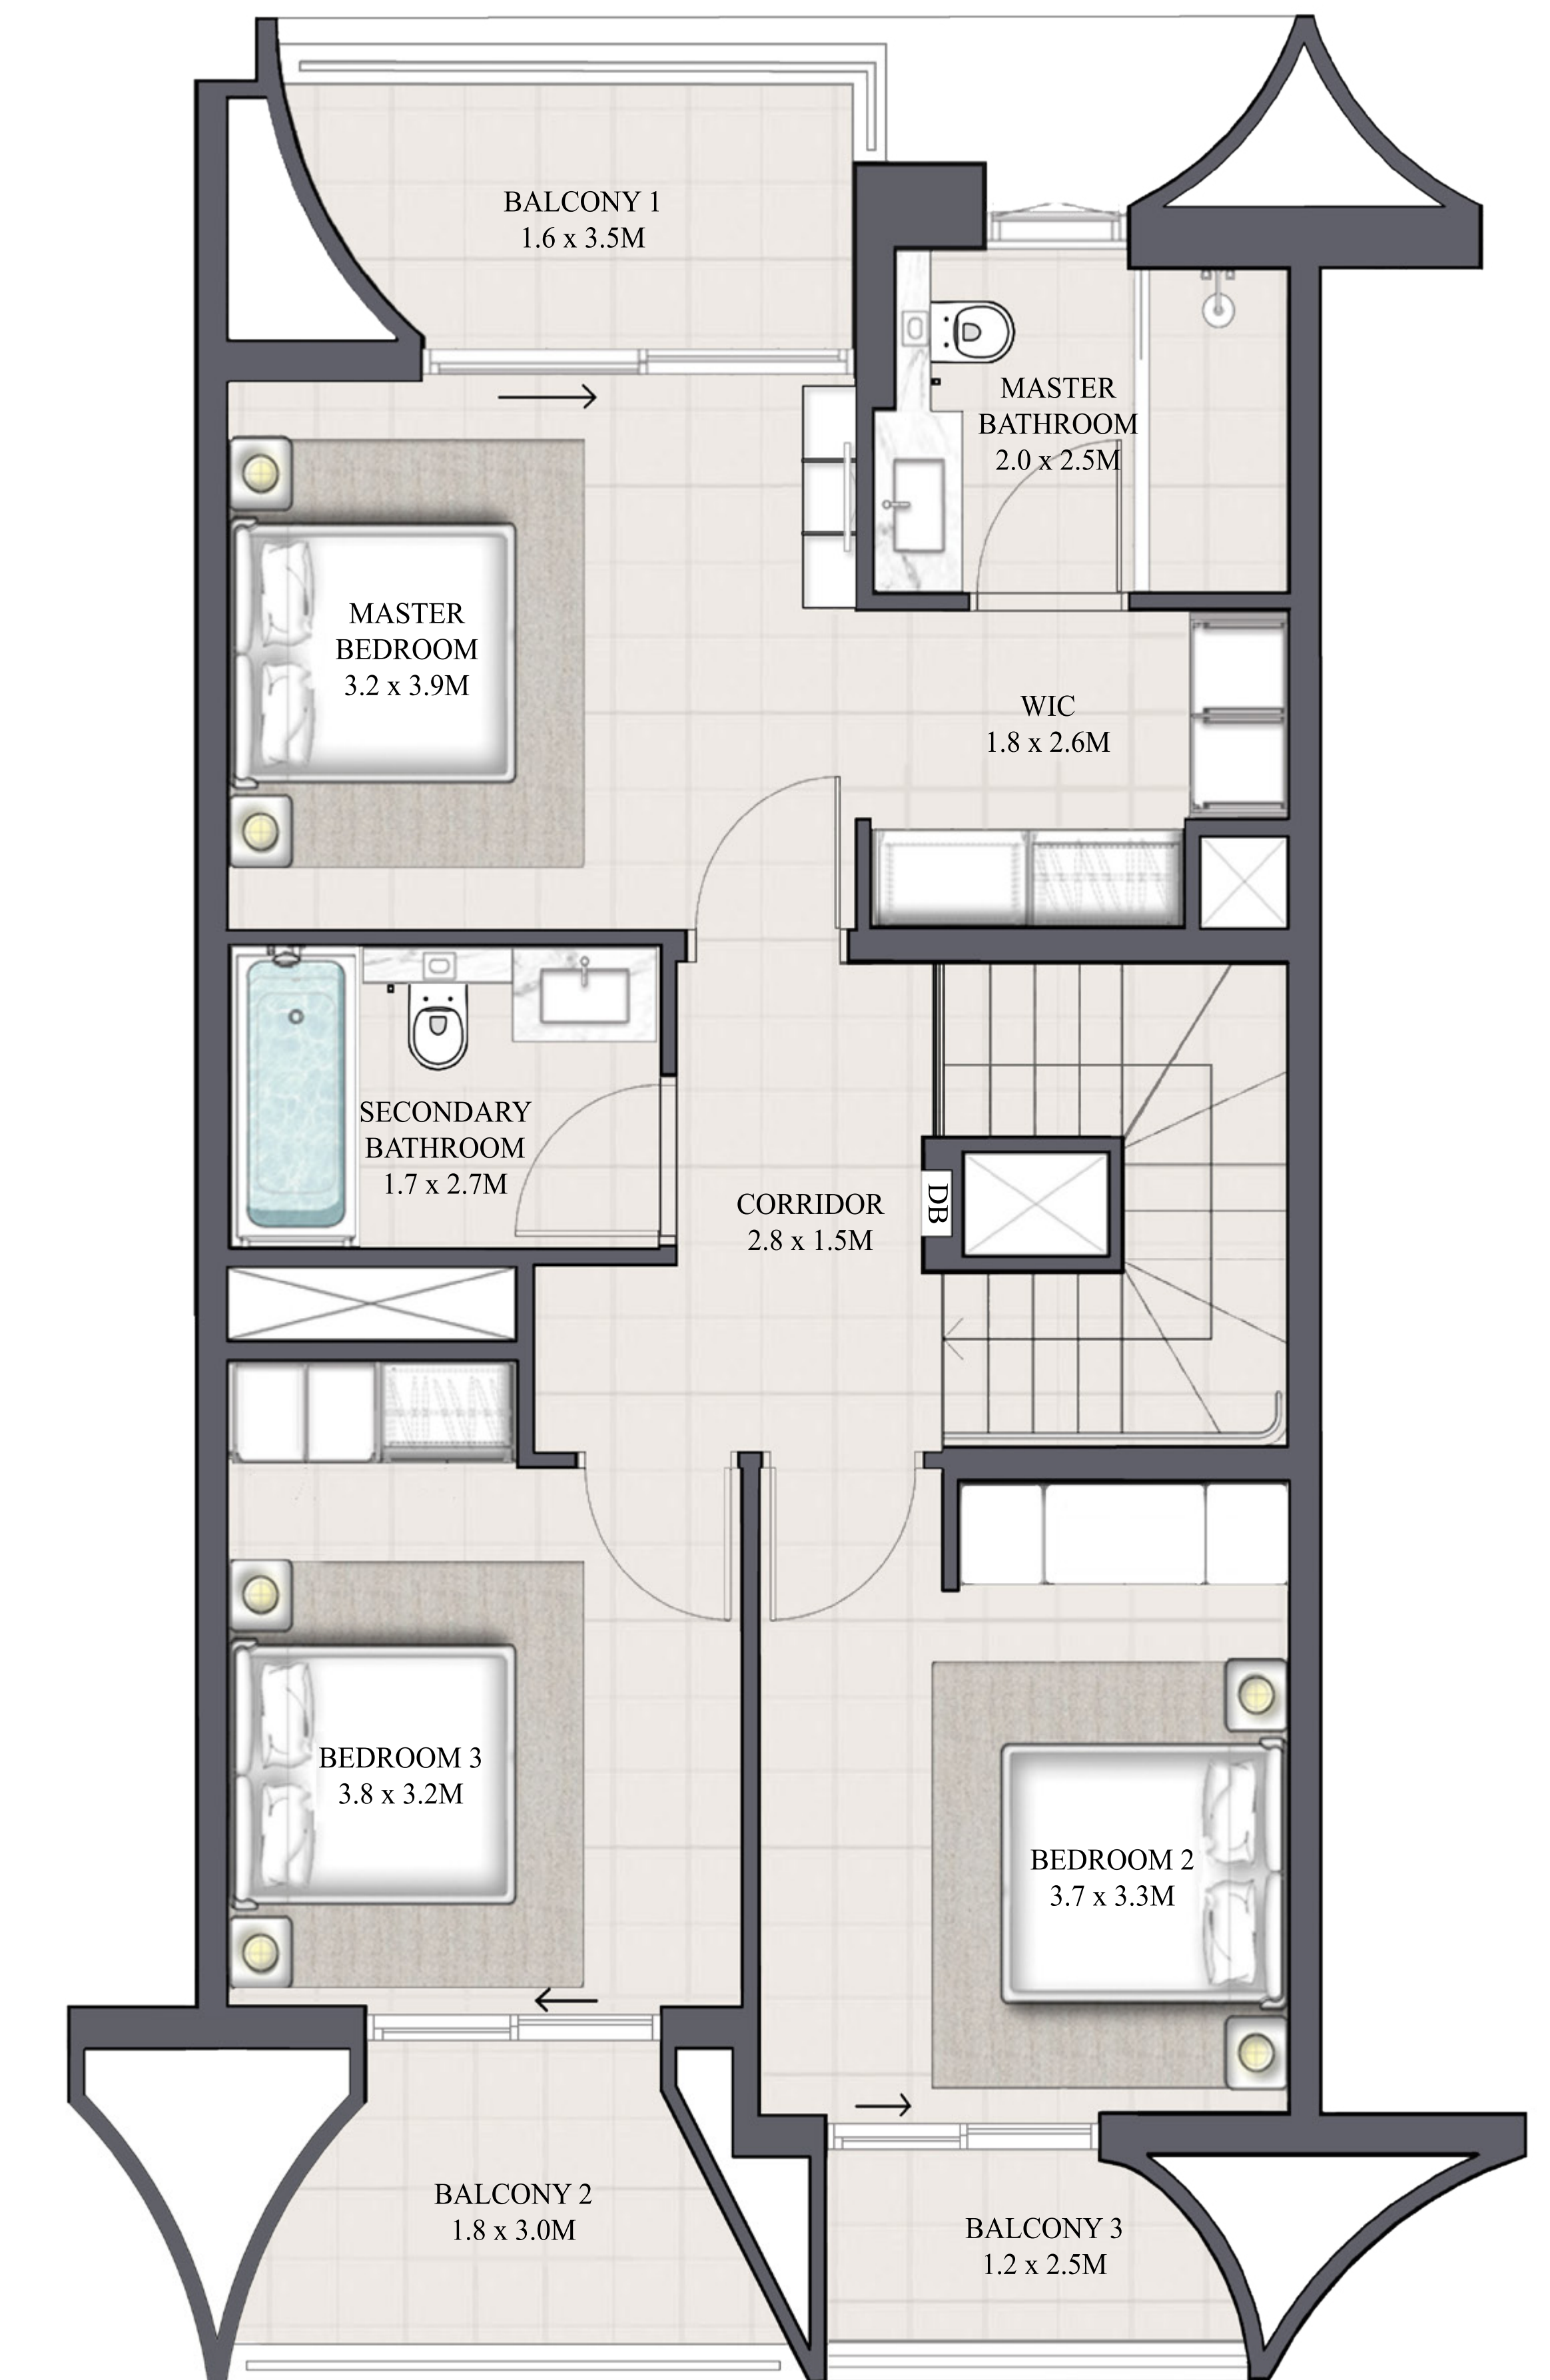 BALCONY 1
1.6 x 3.5M
MASTER
BATHROOM
2.0 x 2.5M
MASTER
BEDROOM
3.2 x 3.9M
WIC
1.8 x 2.6M
SECONDARY
BATHROOM
1.7 x 2.7M
CORRIDOR
2.8 x 1.5M
DB
BEDROOM 3
3.8 x 3.2M
BEDROOM 2
3.7 x 3.3M
BALCONY 2
1.8 x 3.0M
BALCONY 3
1.2 x 2.5M